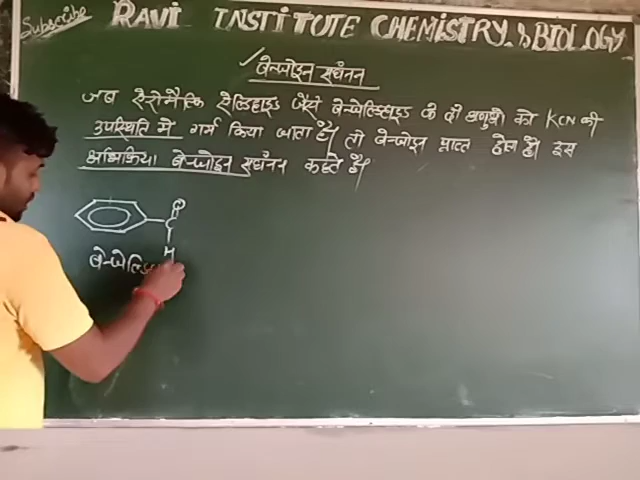 Subscribe RAVI INSTITUTE CHEMISTRY & BIOLOGY
बेन्जोइन संघनन
जब ऐरोमैटिक ऐल्डिहाइड जैसे बेन्जेल्डिहाइड के दो अणुओ को KCN की
उपस्थिति में गर्म किया जाता है। तो बेन्जोइन प्राप्त होता है। इस
अभिक्रिया बेन्जोइन संघनन कहते है।
O
C
H
बेन्जेल्डि